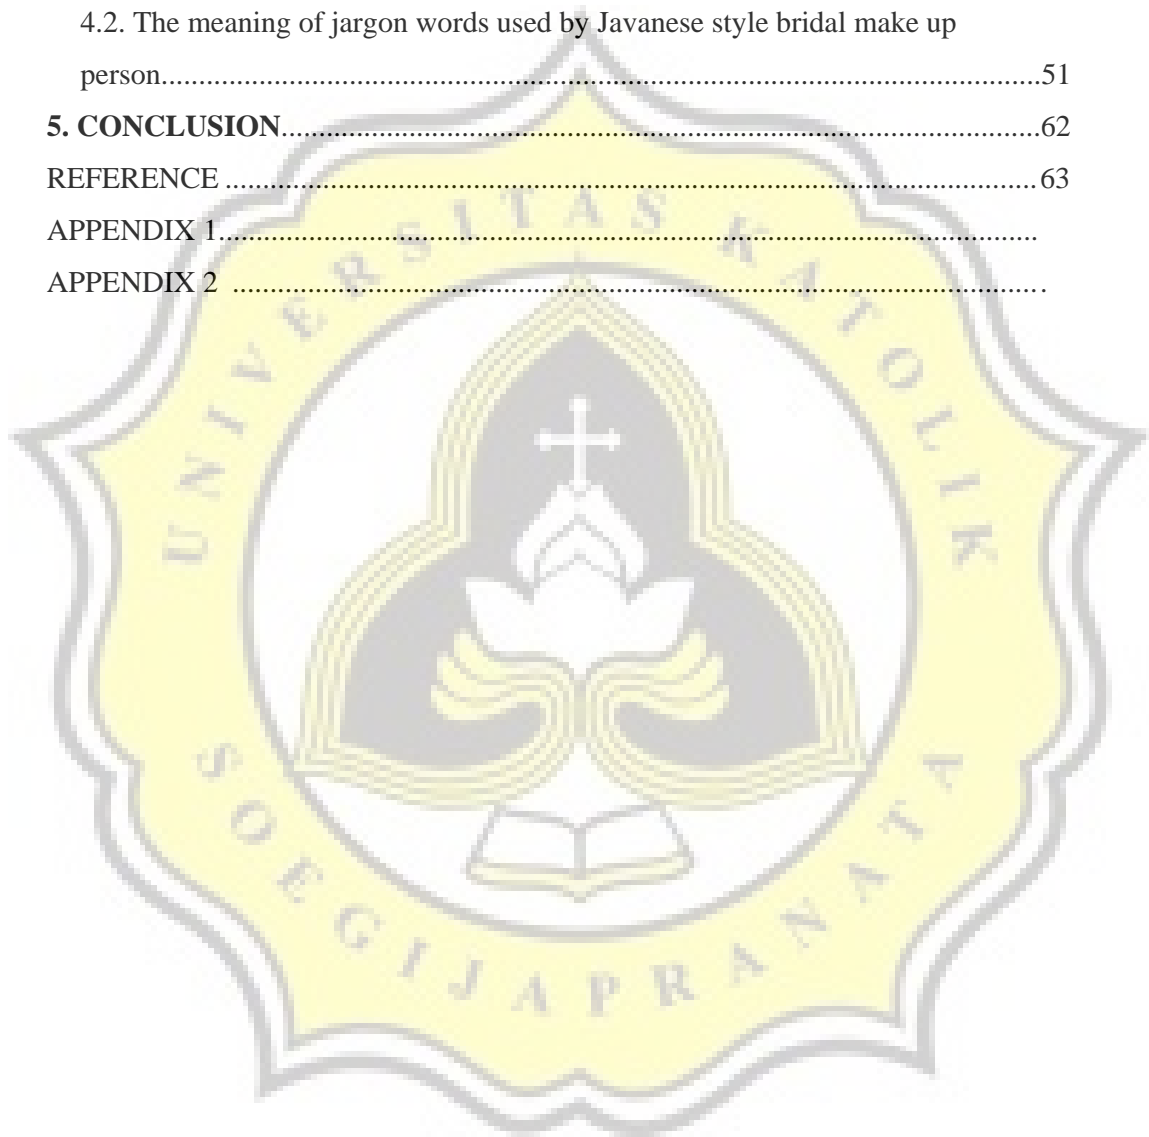 4.2. The meaning of jargon words used by Javanese style bridal make up
person.......................................................................................................................51
5. CONCLUSION.....................................................................................................62
REFERENCE ............................................................................................................63
APPENDIX 1.............................................................................................................
APPENDIX 2 ............................................................................................................
UNIVERSITAS KATOLIK
SOEGIJAPRANATA